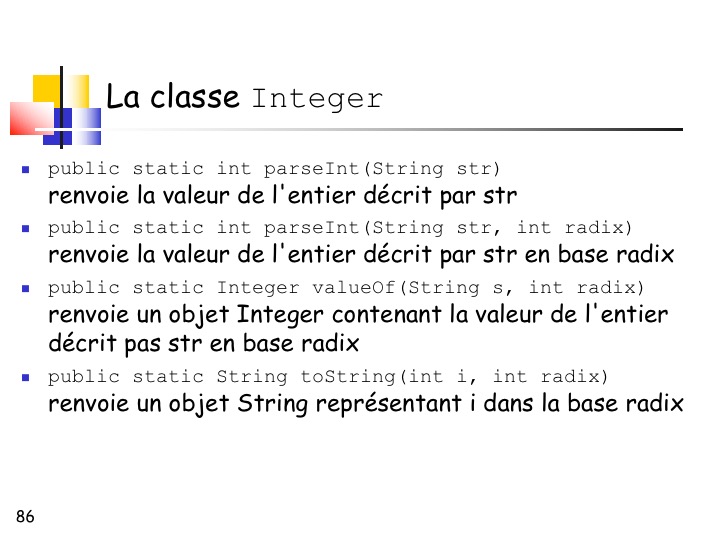 La classe Integer
public static int parseInt(String str)
renvoie la valeur de l'entier décrit par str
public static int parseInt(String str, int radix)
renvoie la valeur de l'entier décrit par str en base radix
public static Integer valueOf(String s, int radix)
renvoie un objet Integer contenant la valeur de l'entier
décrit pas str en base radix
public static String toString(int i, int radix)
renvoie un objet String représentant i dans la base radix
86